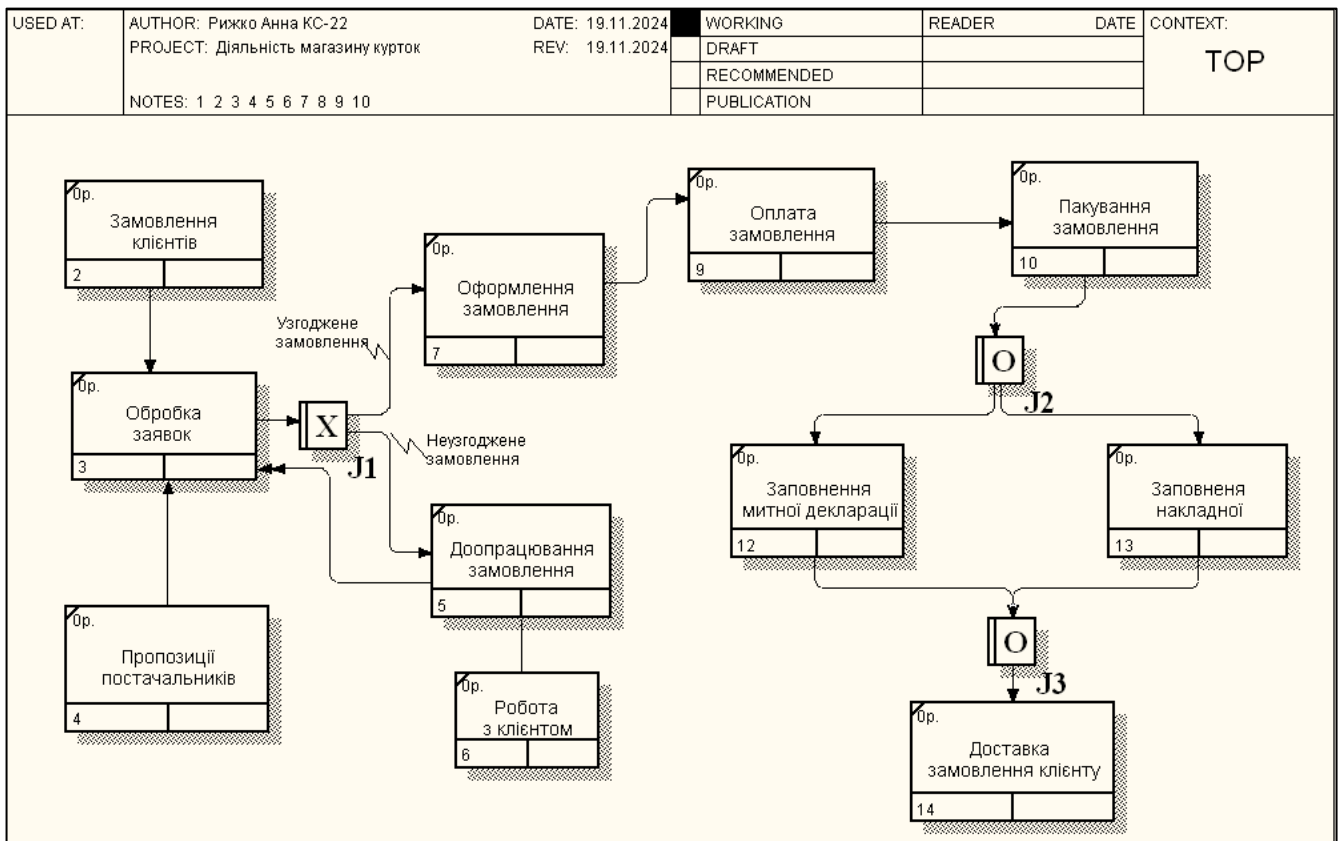 USED AT:
AUTHOR: Рижко Анна КС-22
DATE: 19.11.2024
PROJECT: Діяльність магазину курток
REV: 19.11.2024
NOTES: 1 2 3 4 5 6 7 8 9 10
WORKING
DRAFT
RECOMMENDED
PUBLICATION
READER
DATE
CONTEXT:
TOP
0р.
Замовлення
клієнтів
2
0р.
Обробка
заявок
3
0р.
Пропозиції
постачальників
4
X
J1
Узгоджене
замовлення
Неузгоджене
замовлення
0р.
Оформлення
замовлення
7
0р.
Доопрацювання
замовлення
5
0р.
Робота
з клієнтом
6
0р.
Оплата
замовлення
9
0р.
Пакування
замовлення
10
O
J2
0р.
Заповнення
митної декларації
12
0р.
Заповненя
накладної
13
O
J3
0р.
Доставка
замовлення клієнту
14